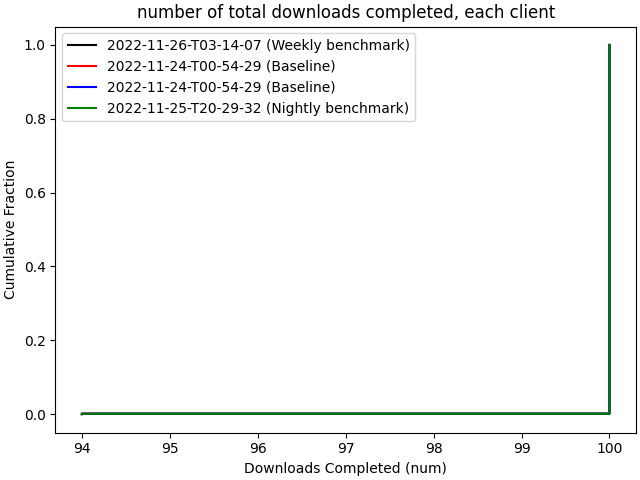 number of total downloads completed, each client
2022-11-26-T03-14-07 (Weekly benchmark)
2022-11-24-T00-54-29 (Baseline)
2022-11-24-T00-54-29 (Baseline)
2022-11-25-T20-29-32 (Nightly benchmark)
Cumulative Fraction
1.0
0.8
0.6
0.4
0.2
0.0
94 95 96 97 98 99 100
Downloads Completed (num)